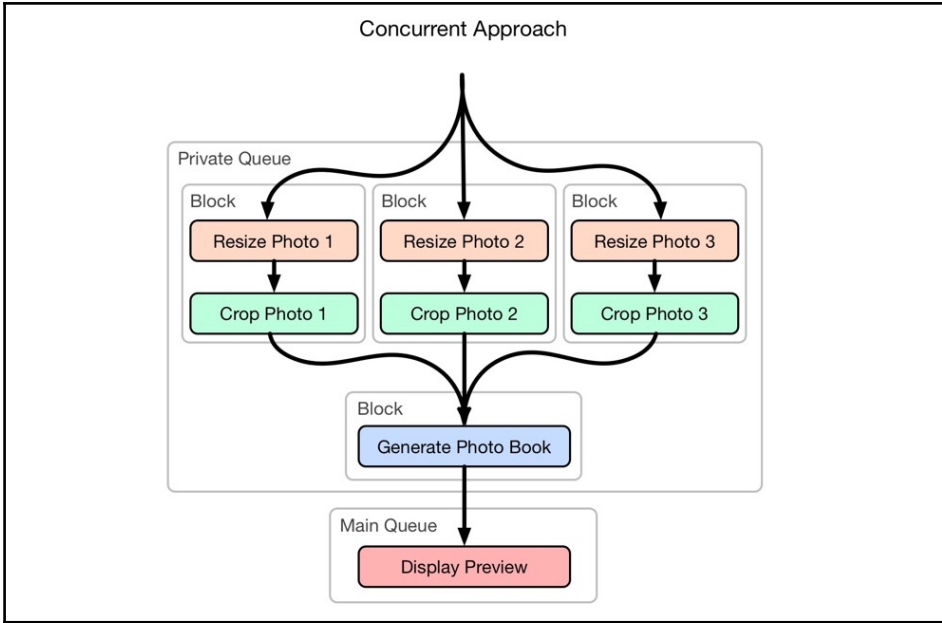 Concurrent Approach
Private Queue
Block
Block
Block
Resize Photo 1
Resize Photo 2
Resize Photo 3
Crop Photo 1
Crop Photo 2
Crop Photo 3
Block
Generate Photo Book
Main Queue
Display Preview